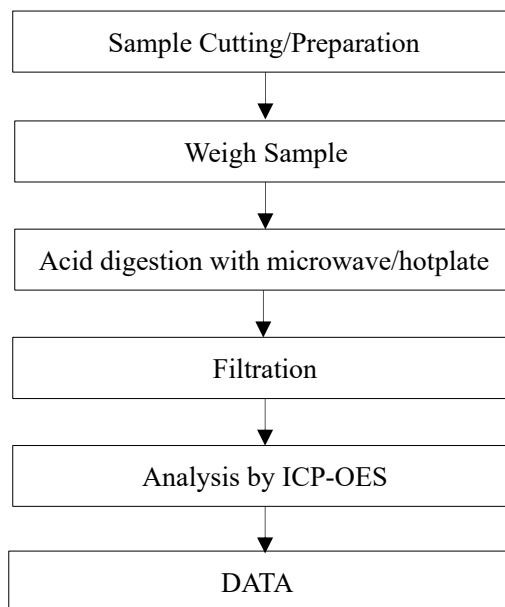 Sample Cutting/Preparation
Weigh Sample
Acid digestion with microwave/hotplate
Filtration
Analysis by ICP-OES
DATA